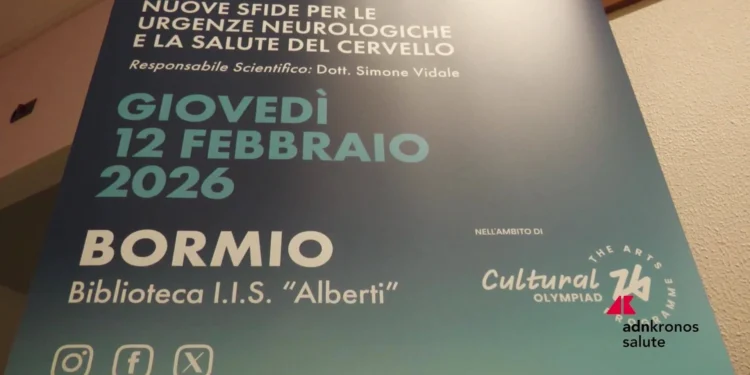 NUOVE SFIDE PER LE
URGENZE NEUROLOGICHE
E LA SALUTE DEL CERVELLO
Responsabile Scientifico: Dott. Simone Vidale
GIOVEDÌ
12 FEBBRAIO
2026
BORMIO
Biblioteca I.I.S. “Alberti”
NELL'AMBITO DI
Cultural
OLYMPIAD
THE ARTS
26
adnkronos
salute